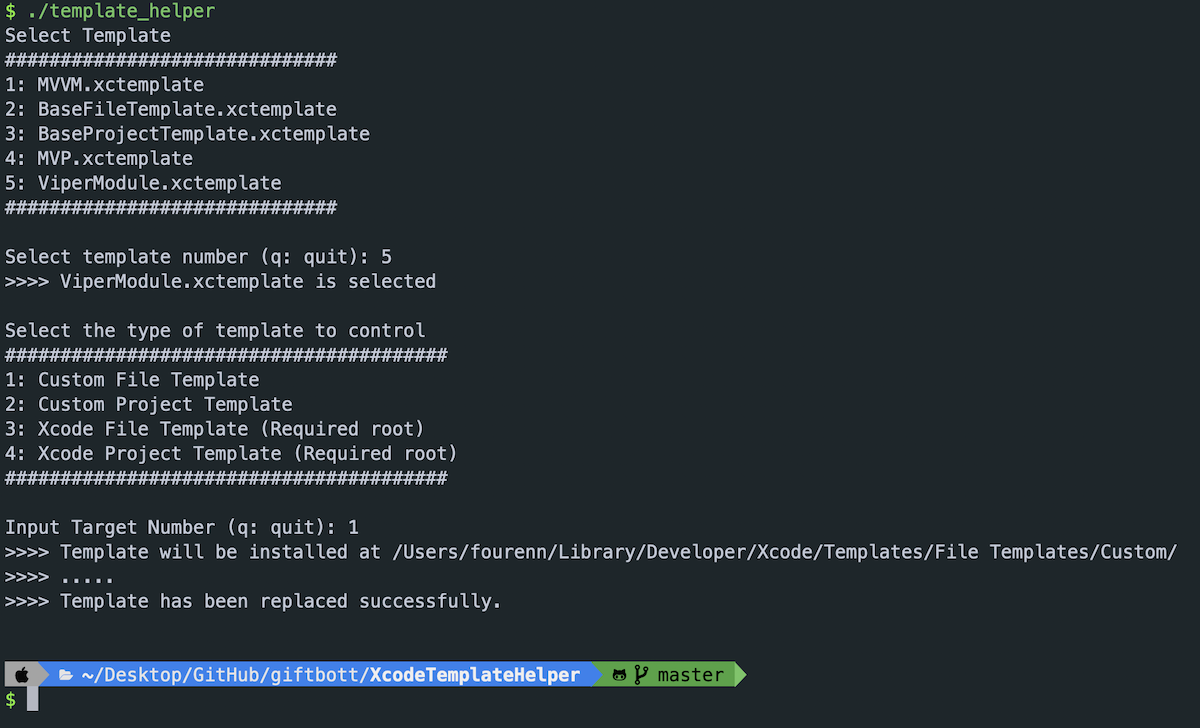 $ ./template_helper
Select Template
##############################
1: MVVM.xctemplate
2: BaseFileTemplate.xctemplate
3: BaseProjectTemplate.xctemplate
4: MVP.xctemplate
5: ViperModule.xctemplate
##############################
Select template number (q: quit): 5
>>>> ViperModule.xctemplate is selected
Select the type of template to control
########################################
1: Custom File Template
2: Custom Project Template
3: Xcode File Template (Required root)
4: Xcode Project Template (Required root)
########################################
Input Target Number (q: quit): 1
>>>> Template will be installed at /Users/fourenn/Library/Developer/Xcode/Templates/File Templates/Custom/
>>>> .....
>>>> Template has been replaced successfully.
~/Desktop/GitHub/giftbott/XcodeTemplateHelper master
$